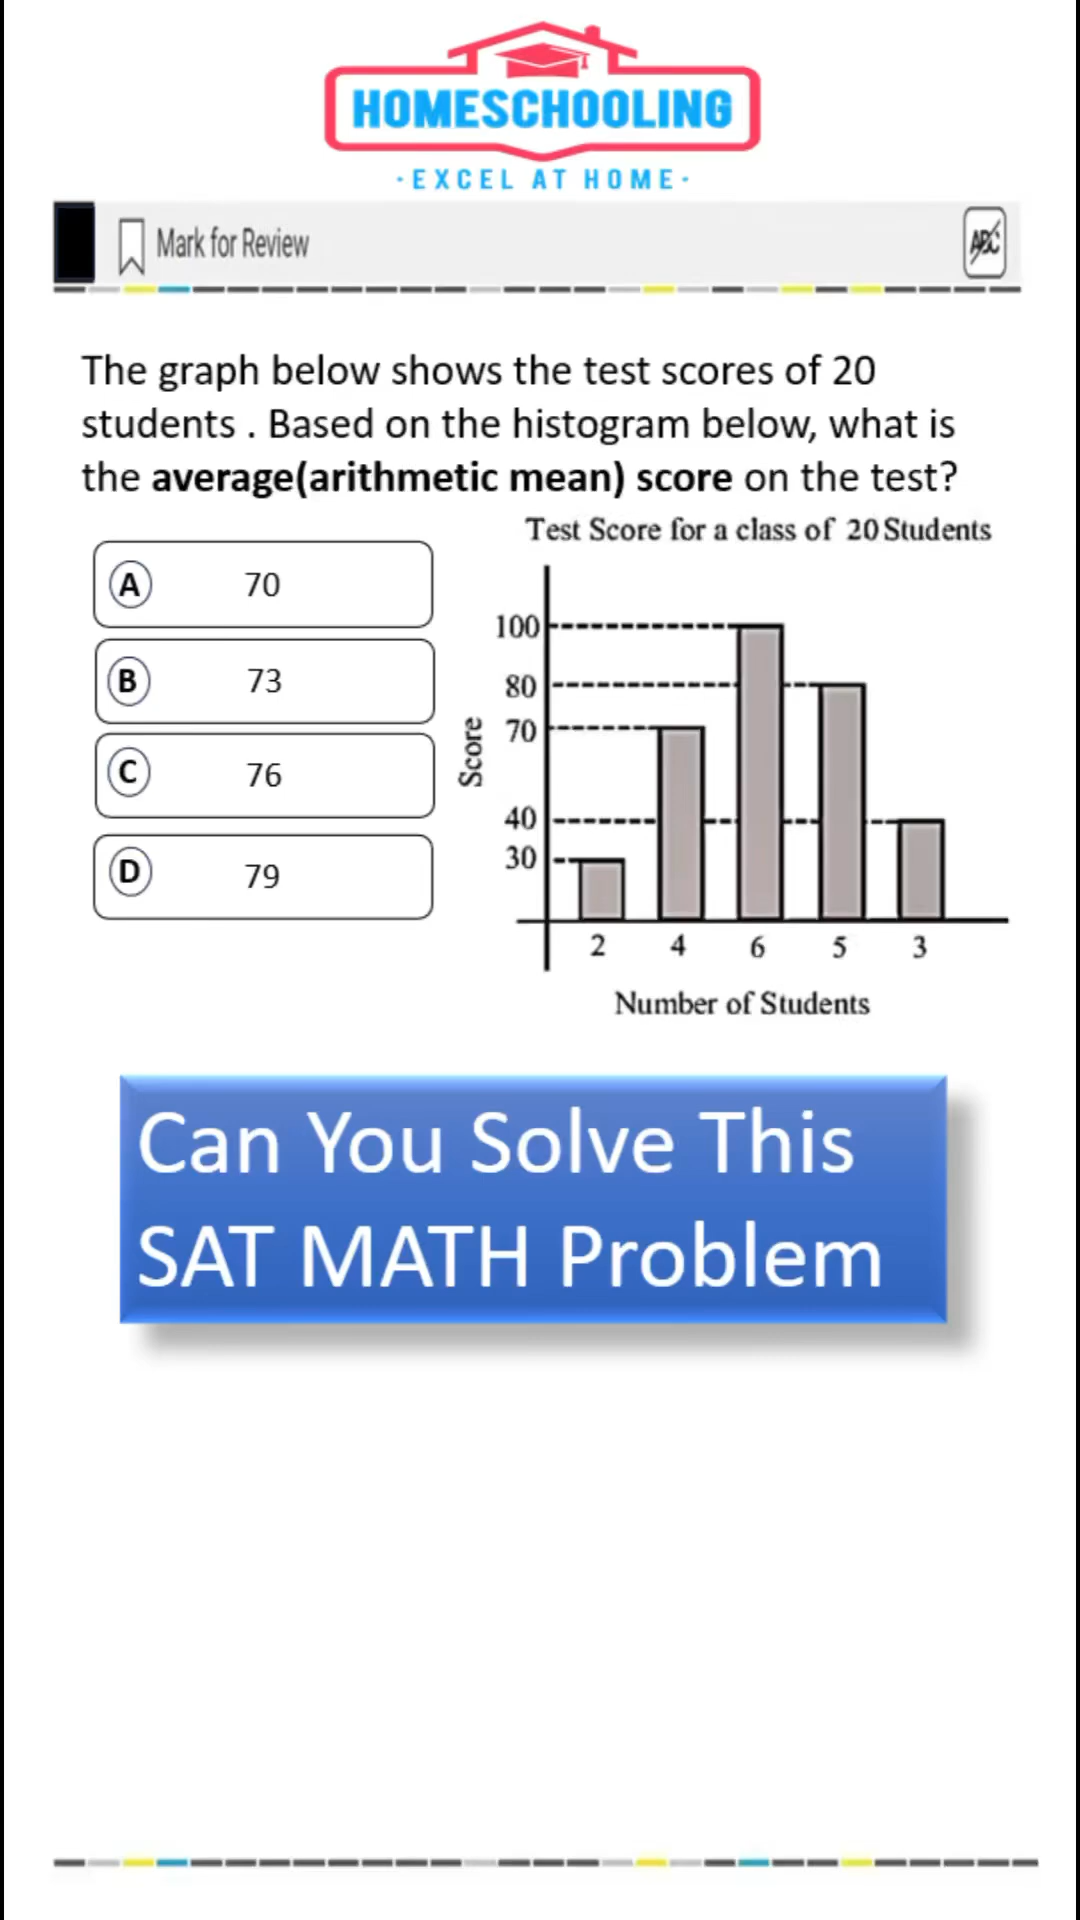 HOMESCHOOLING
·EXCEL AT HOME·
Mark for Review
ABC
The graph below shows the test scores of 20
students . Based on the histogram below, what is
the average(arithmetic mean) score on the test?
Test Score for a class of 20 Students
A 70
B 73
C 76
D 79
Score
100
80
70
40
30
2 4 6 5 3
Number of Students
Can You Solve This
SAT MATH Problem